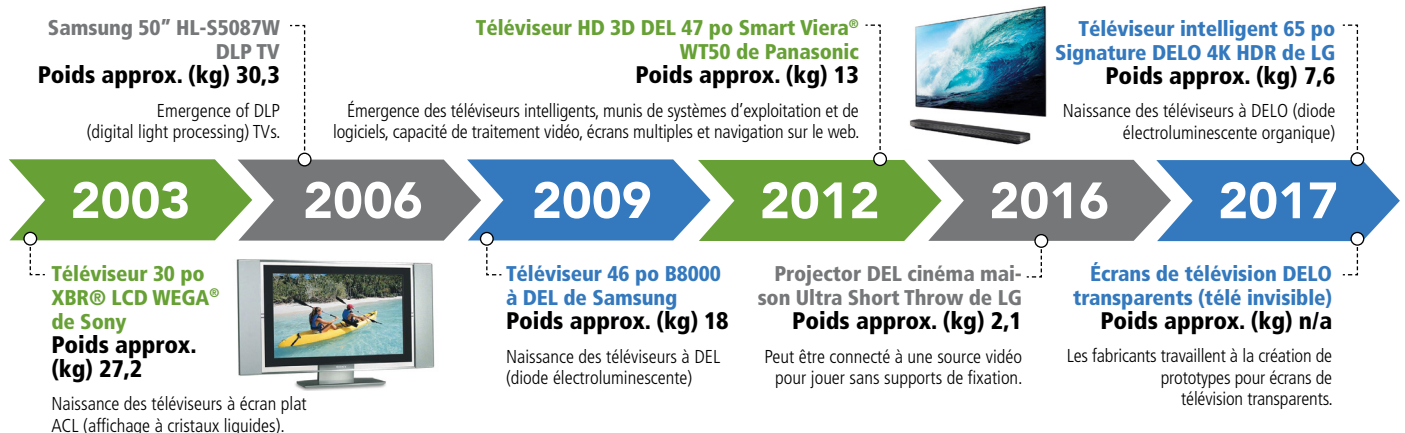 Samsung 50” HL-S5087W
DLP TV
Poids approx. (kg) 30,3
Emergence of DLP
(digital light processing) TVs.
Téléviseur HD 3D DEL 47 po Smart Viera®
WT50 de Panasonic
Poids approx. (kg) 13
Émergence des téléviseurs intelligents, munis de systèmes d’exploitation et de
logiciels, capacité de traitement vidéo, écrans multiples et navigation sur le web.
Téléviseur intelligent 65 po
Signature DELO 4K HDR de LG
Poids approx. (kg) 7,6
Naissance des téléviseurs à DELO (diode
électroluminescente organique)
2003
2006
2009
2012
2016
2017
Téléviseur 30 po
XBR® LCD WEGA®
de Sony
Poids approx.
(kg) 27,2
Naissance des téléviseurs à écran plat
ACL (affichage à cristaux liquides).
Téléviseur 46 po B8000
à DEL de Samsung
Poids approx. (kg) 18
Naissance des téléviseurs à DEL
(diode électroluminescente)
Projector DEL cinéma mai-
son Ultra Short Throw de LG
Poids approx. (kg) 2,1
Peut être connecté à une source vidéo
pour jouer sans supports de fixation.
Écrans de télévision DELO
transparents (télé invisible)
Poids approx. (kg) n/a
Les fabricants travaillent à la création de
prototypes pour écrans de
télévision transparents.